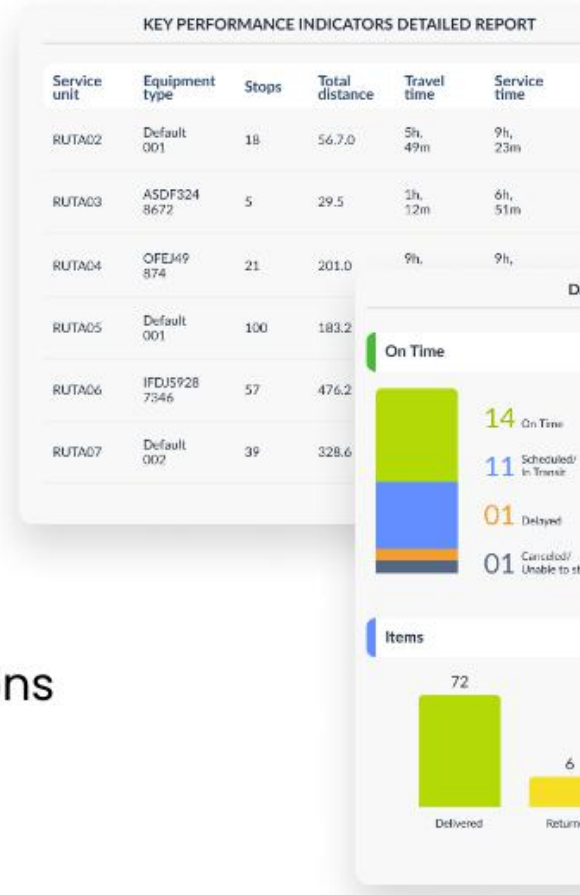 KEY PERFORMANCE INDICATORS DETAILED REPORT
Service unit Equipment type Stops Total distance Travel time Service time
RUTA02 Default 001 18 56.7.0 5h, 49m 9h, 23m
RUTA03 ASDF324 8672 5 29.5 1h, 12m 6h, 51m
RUTA04 OFEJ49 874 21 201.0 9h, 9h,
RUTA05 Default 001 100 183.2
RUTA06 IFDJ5928 7346 57 476.2
RUTA07 Default 002 39 328.6
On Time
14 On Time
11 Scheduled/ In Transit
01 Delayed
01 Canceled/ Unable to st
Items
72
6
Delivered Return
ns